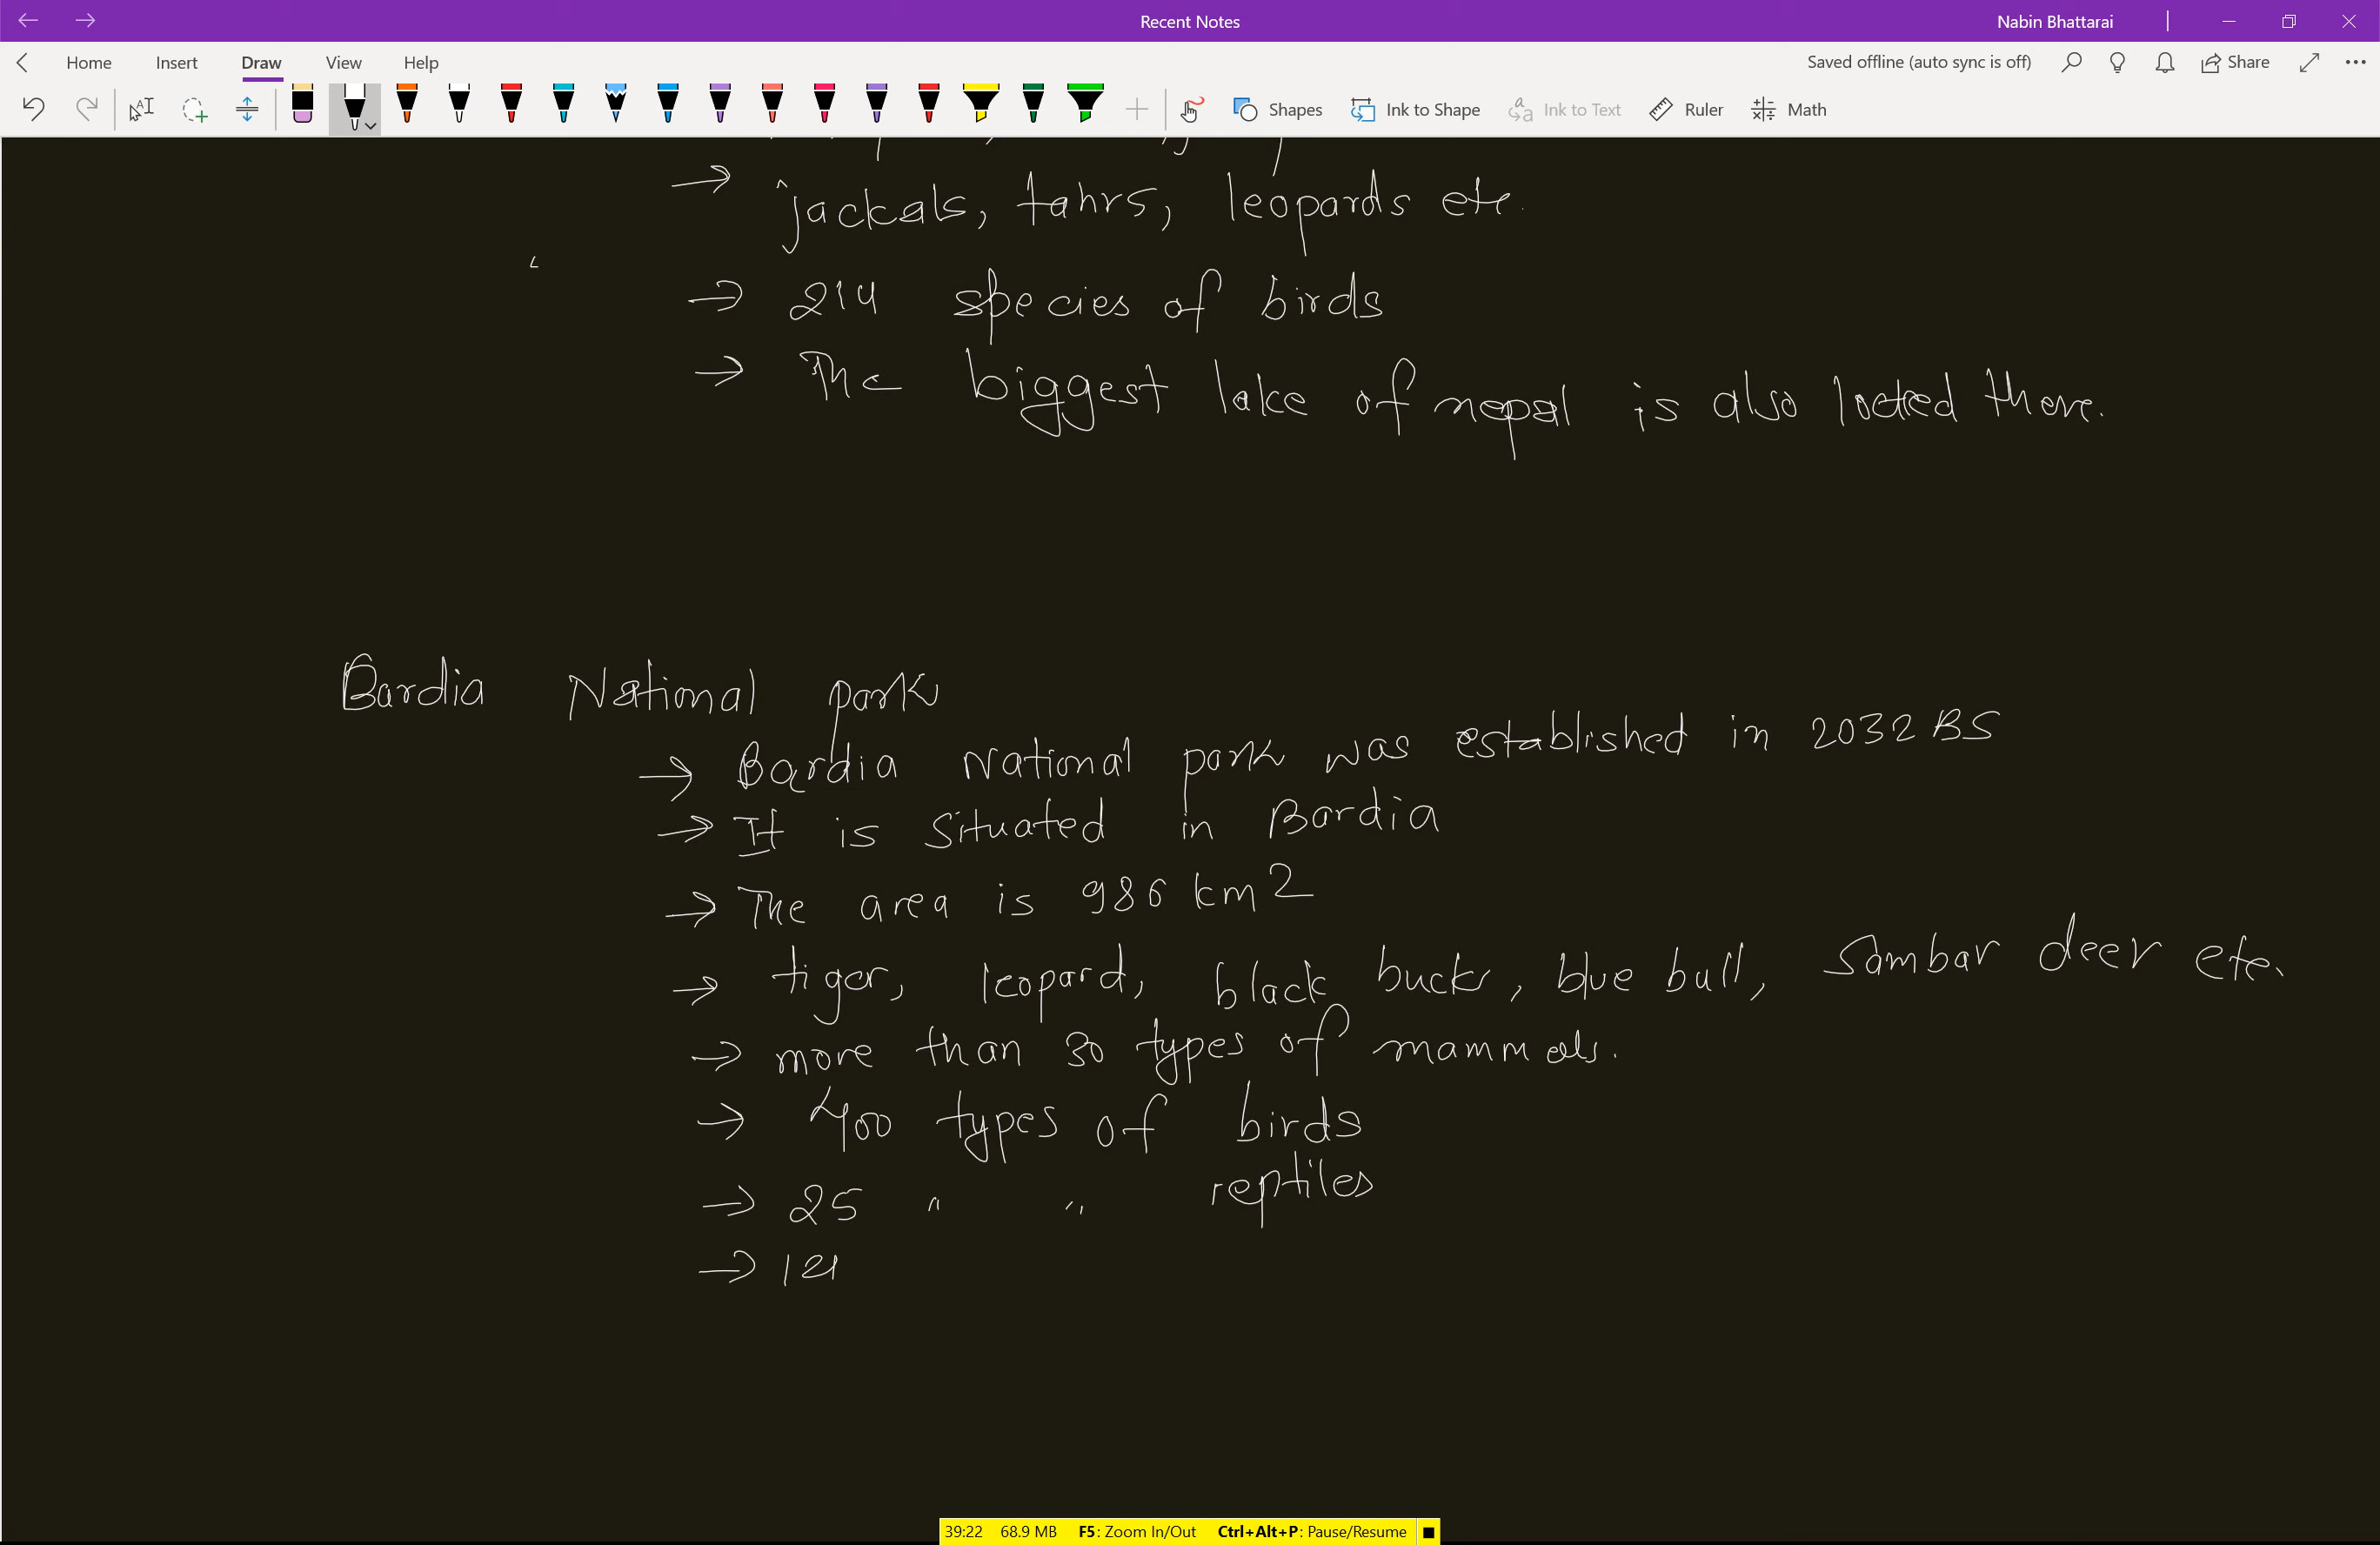 Recent Notes
Nabin Bhattarai
Home Insert Draw View Help
Saved offline (auto sync is off) Share
Shapes Ink to Shape Ink to Text Ruler Math
→ jackals, tahrs, leopards etc.
→ 214 species of birds
→ The biggest lake of nepal is also locted there.
Bardia National park
→ Bardia National park was established in 2032 BS
→ It is situated in Bardia
→ The area is 986 km2
→ tiger, leopard, black bucks, blue bull, Sambar deer etc.
→ more than 30 types of mammals.
→ 400 types of birds
→ 25 " " reptiles
→ 121
39:22 68.9 MB F5: Zoom In/Out Ctrl+Alt+P: Pause/Resume